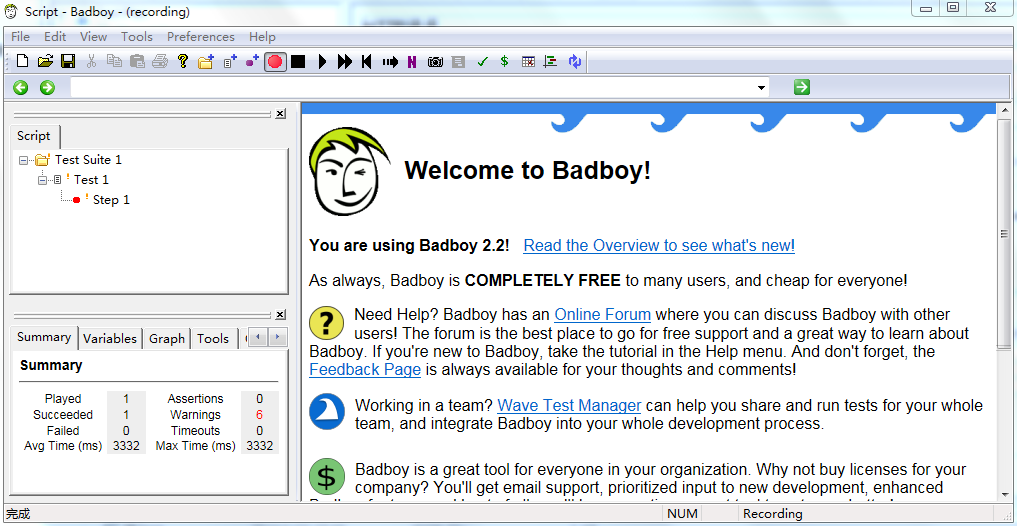 Script - Badboy - (recording)
File Edit View Tools Preferences Help
Script
Test Suite 1
Test 1
Step 1
Summary Variables Graph Tools
Summary
Played 1 Assertions 0
Succeeded 1 Warnings 6
Failed 0 Timeouts 0
Avg Time (ms) 3332 Max Time (ms) 3332
Welcome to Badboy!
You are using Badboy 2.2! Read the Overview to see what's new!
As always, Badboy is COMPLETELY FREE to many users, and cheap for everyone!
Need Help? Badboy has an Online Forum where you can discuss Badboy with other
users! The forum is the best place to go for free support and a great way to learn about
Badboy. If you're new to Badboy, take the tutorial in the Help menu. And don't forget, the
Feedback Page is always available for your thoughts and comments!
Working in a team? Wave Test Manager can help you share and run tests for your whole
team, and integrate Badboy into your whole development process.
Badboy is a great tool for everyone in your organization. Why not buy licenses for your
company? You'll get email support, prioritized input to new development, enhanced
完成 NUM Recording